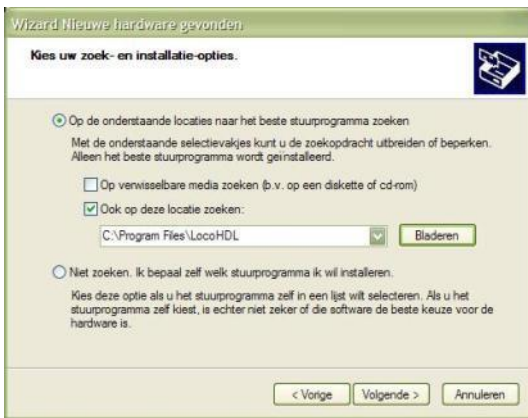 Wizard Nieuwe hardware gevonden
Kies uw zoek- en installatie-opties.
Op de onderstaande locaties naar het beste stuurprogramma zoeken
Met de onderstaande selectievakjes kunt u de zoekopdracht uitbreiden of beperken.
Alleen het beste stuurprogramma wordt geïnstalleerd.
Op verwisselbare media zoeken (b.v. op een diskette of cd-rom)
Ook op deze locatie zoeken:
C:\Program Files\LocoHDL
Bladeren
Niet zoeken. Ik bepaal zelf welk stuurprogramma ik wil installeren.
Kies deze optie als u het stuurprogramma zelf in een lijst wilt selecteren. Als u het
stuurprogramma zelf kiest, is echter niet zeker of die software de beste keuze voor de
hardware is.
< Vorige
Volgende >
Annuleren